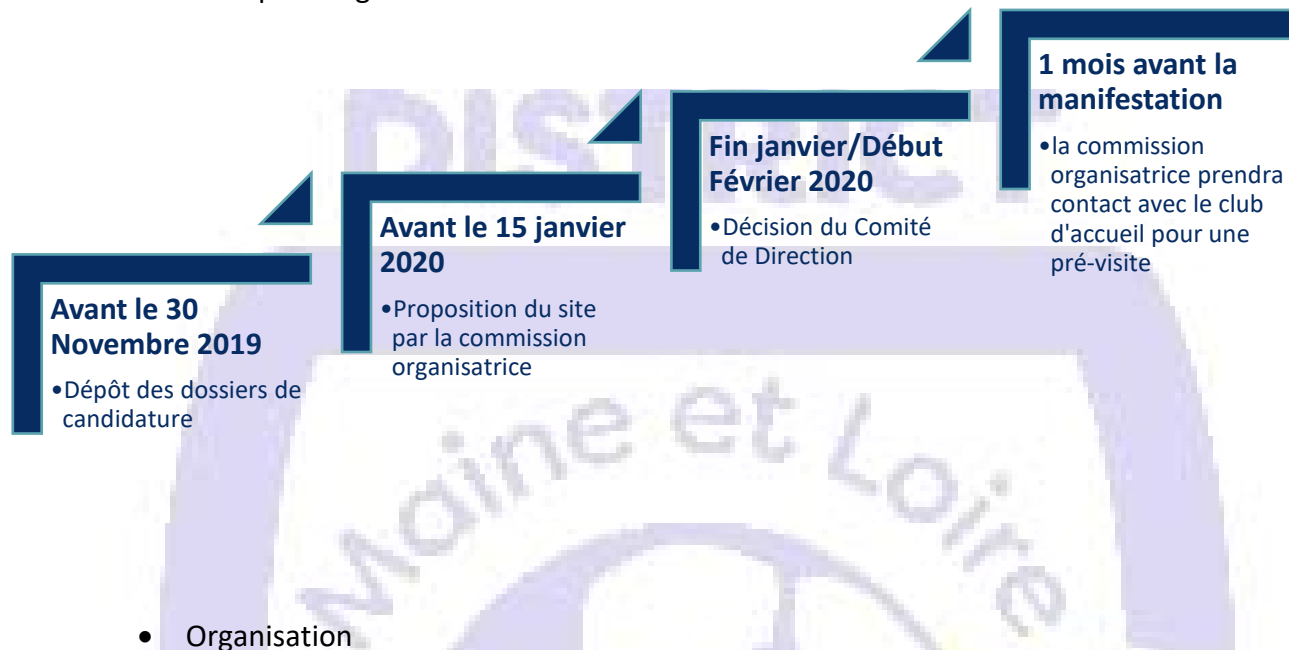 Avant le 30
Novembre 2019
•Dépôt des dossiers de
candidature
Avant le 15 janvier
2020
•Proposition du site
par la commission
organisatrice
Fin janvier/Début
Février 2020
•Décision du Comité
de Direction
1 mois avant la
manifestation
•la commission
organisatrice prendra
contact avec le club
d'accueil pour une
pré-visite
DISTRICT
Maine et Loire
• Organisation